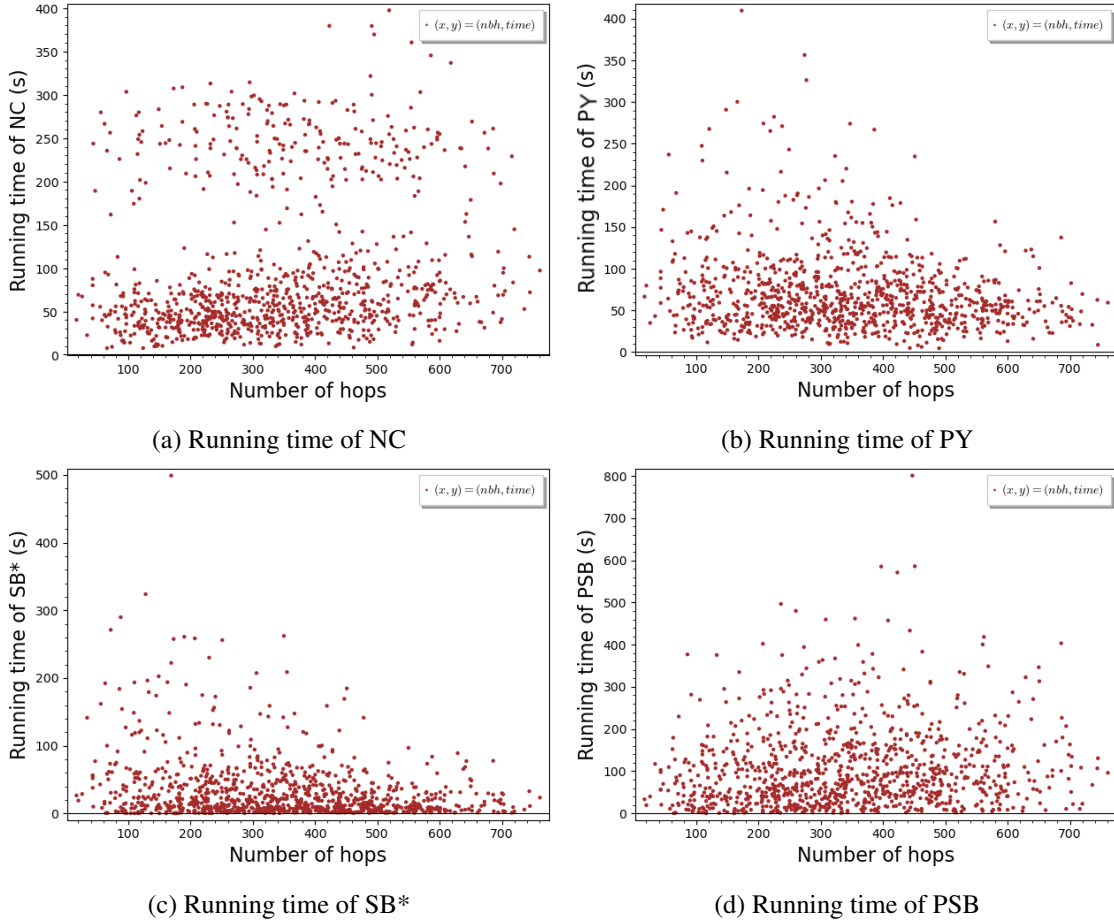 400
350
300
250
200
150
100
50
0
Running time of NC (s)
(x, y) = (nbh, time)
100 200 300 400 500 600 700
Number of hops
(a) Running time of NC
400
350
300
250
200
150
100
50
0
Running time of PY (s)
(x, y) = (nbh, time)
100 200 300 400 500 600 700
Number of hops
(b) Running time of PY
500
400
300
200
100
0
Running time of SB* (s)
(x, y) = (nbh, time)
100 200 300 400 500 600 700
Number of hops
(c) Running time of SB*
800
700
600
500
400
300
200
100
0
Running time of PSB (s)
(x, y) = (nbh, time)
100 200 300 400 500 600 700
Number of hops
(d) Running time of PSB